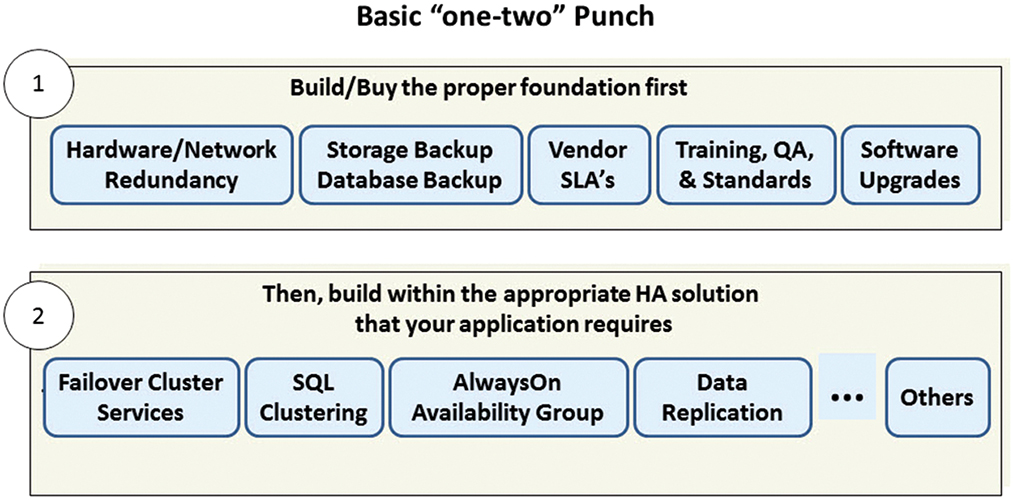 Basic “one-two” Punch
1
Build/Buy the proper foundation first
Hardware/Network
Redundancy
Storage Backup
Database Backup
Vendor
SLA’s
Training, QA,
& Standards
Software
Upgrades
2
Then, build within the appropriate HA solution
that your application requires
Failover Cluster
Services
SQL
Clustering
AlwaysOn
Availability Group
Data
Replication
...
Others